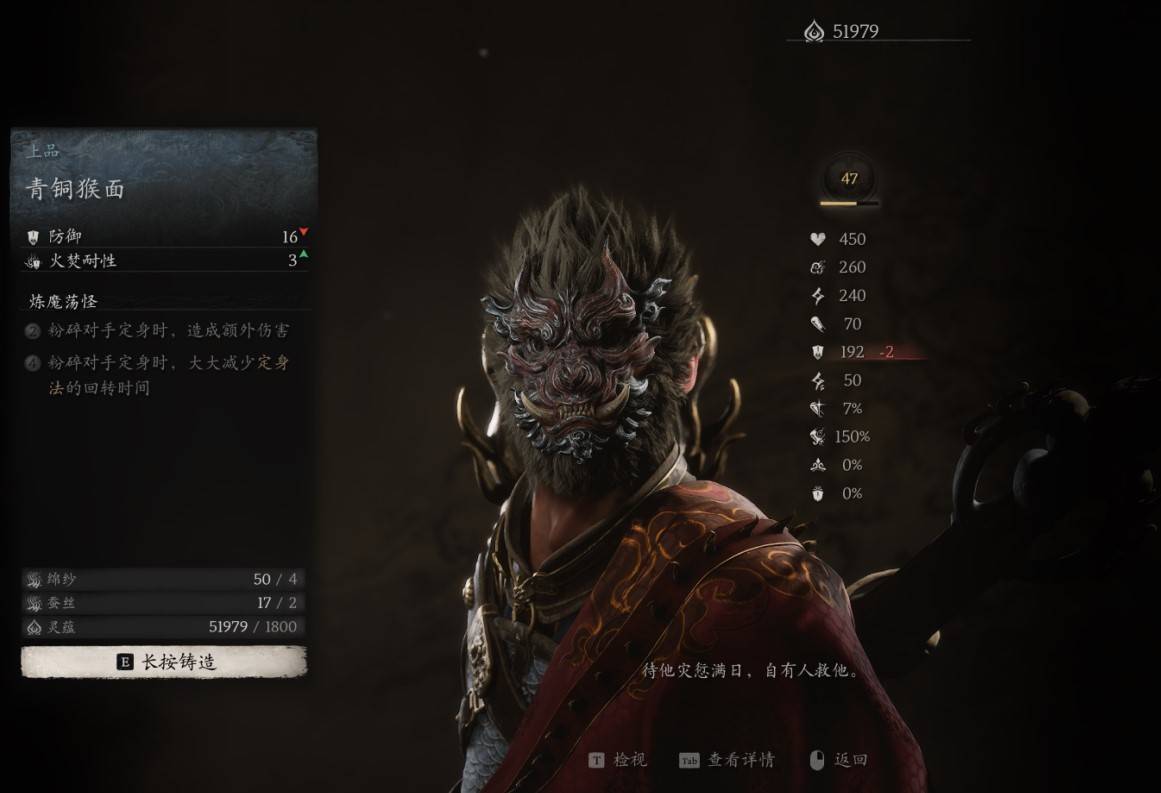 51979
上品
青铜猴面
防御 16
火焚耐性 3
炼魔荡怪
2 粉碎对手定身时，造成额外伤害
4 粉碎对手定身时，大大减少定身
法的回转时间
绵纱 50 / 4
蚕丝 17 / 2
灵蕴 51979 / 1800
E 长按铸造
47
450
260
240
70
192 -2
50
7%
150%
0%
0%
待他灾愆满日，自有人救他。
T 检视 Tab 查看详情 返回